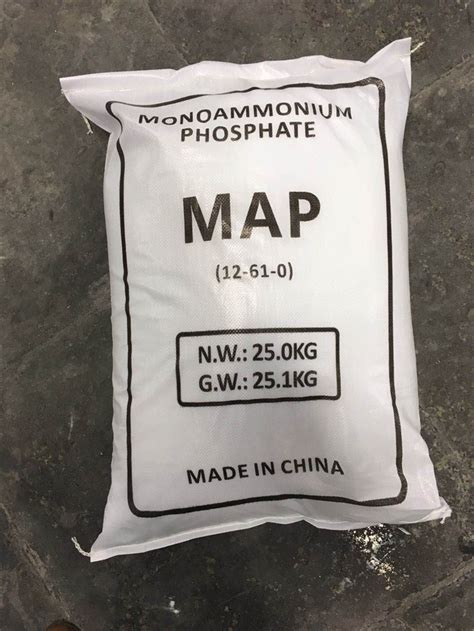 MONOAMMONIUM
PHOSPHATE
MAP
(12-61-0)
N.W.: 25.0KG
G.W.: 25.1KG
MADE IN CHINA